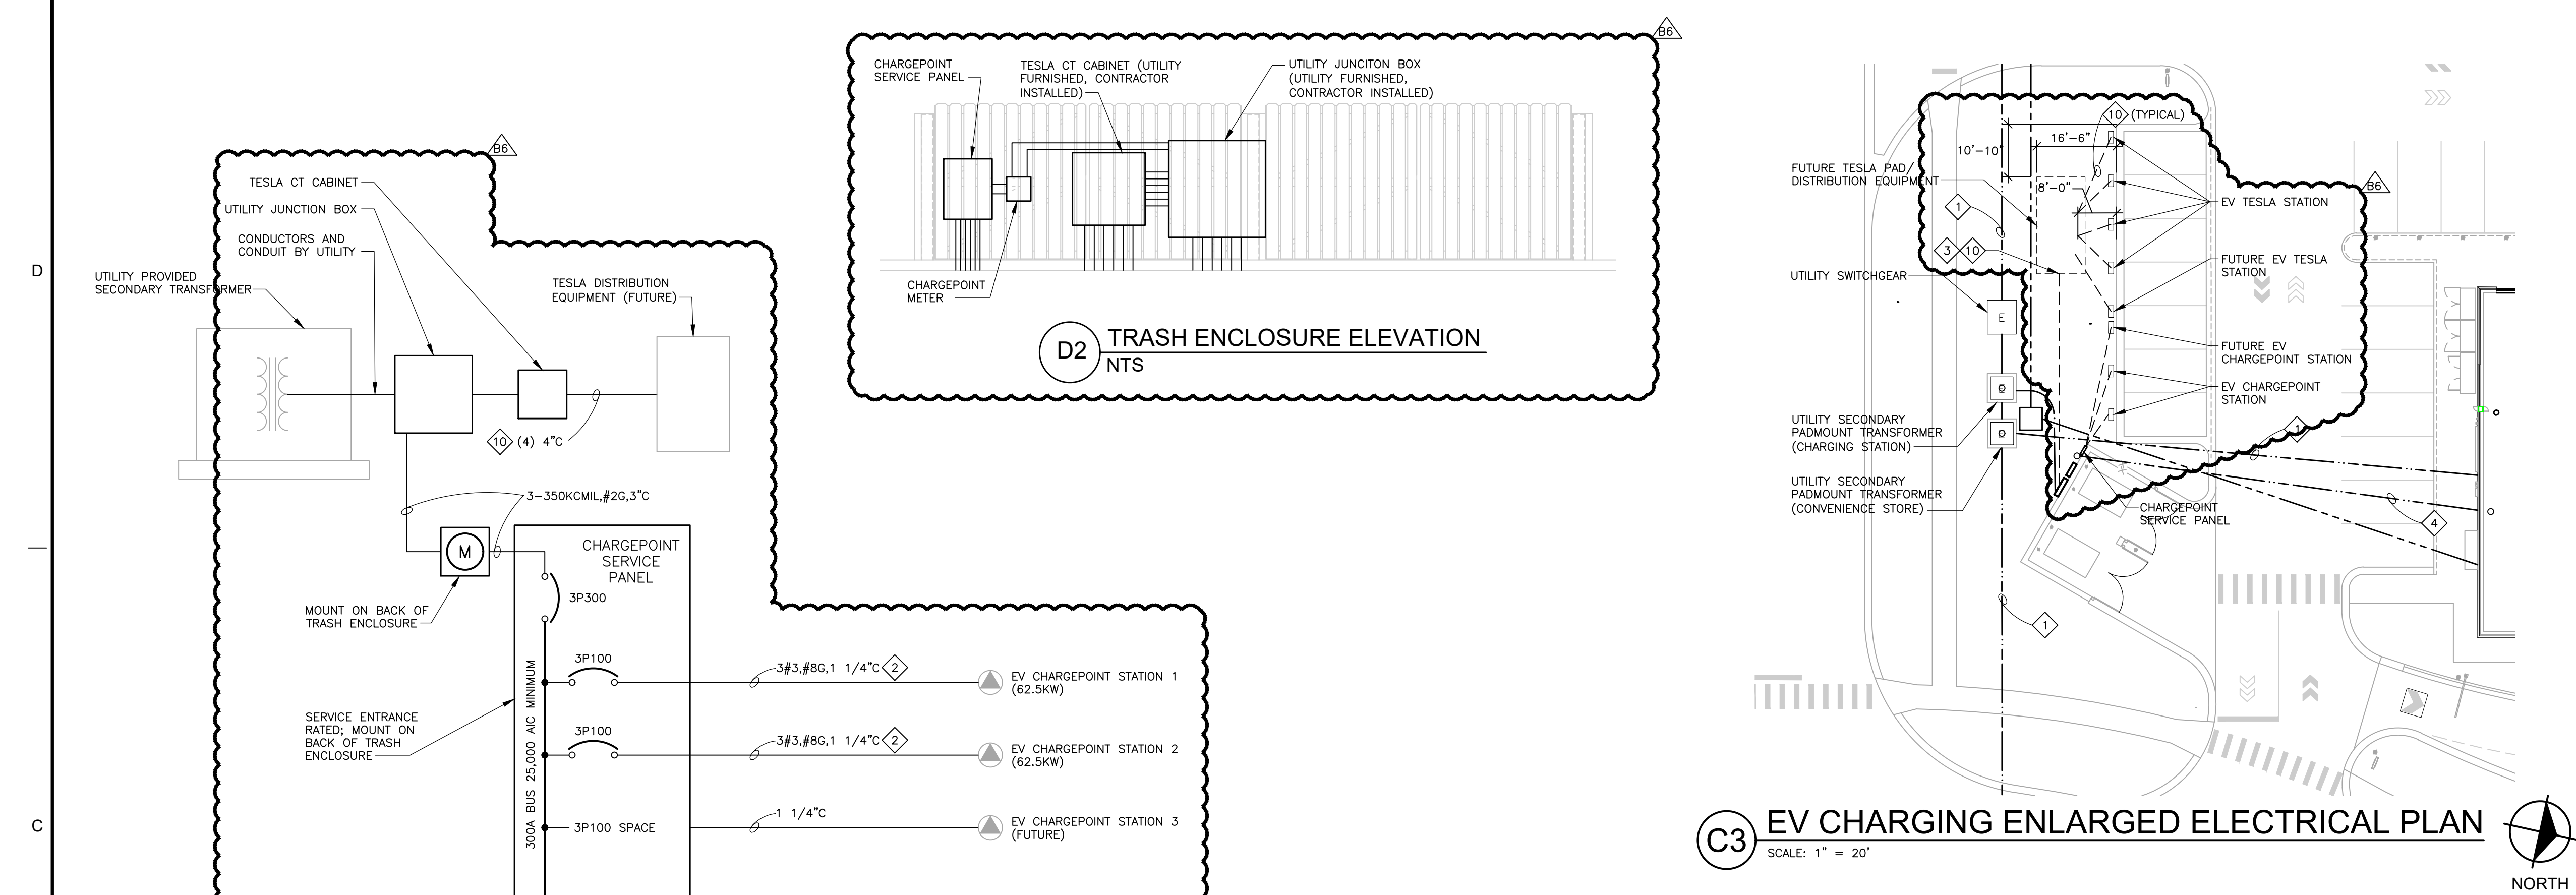 D
C
B6
TESLA CT CABINET
UTILITY JUNCTION BOX
CONDUCTORS AND
CONDUIT BY UTILITY
UTILITY PROVIDED
SECONDARY TRANSFORMER
TESLA DISTRIBUTION
EQUIPMENT (FUTURE)
10 (4) 4"C
3-350KCMIL,#2G,3"C
M
MOUNT ON BACK OF
TRASH ENCLOSURE
CHARGEPOINT
SERVICE
PANEL
3P300
SERVICE ENTRANCE
RATED; MOUNT ON
BACK OF TRASH
ENCLOSURE
300A BUS 25,000 AIC MINIMUM
3P100
3#3,#8G,1 1/4"C 2
EV CHARGEPOINT STATION 1
(62.5KW)
3P100
3#3,#8G,1 1/4"C 2
EV CHARGEPOINT STATION 2
(62.5KW)
3P100 SPACE
1 1/4"C
EV CHARGEPOINT STATION 3
(FUTURE)
B6
CHARGEPOINT
SERVICE PANEL
TESLA CT CABINET (UTILITY
FURNISHED, CONTRACTOR
INSTALLED)
UTILITY JUNCITON BOX
(UTILITY FURNISHED,
CONTRACTOR INSTALLED)
CHARGEPOINT
METER
D2
TRASH ENCLOSURE ELEVATION
NTS
B6
10 (TYPICAL)
16'-6"
10'-10"
8'-0"
FUTURE TESLA PAD/
DISTRIBUTION EQUIPMENT
1
3 10
UTILITY SWITCHGEAR
E
UTILITY SECONDARY
PADMOUNT TRANSFORMER
(CHARGING STATION)
UTILITY SECONDARY
PADMOUNT TRANSFORMER
(CONVENIENCE STORE)
EV TESLA STATION
FUTURE EV TESLA
STATION
FUTURE EV
CHARGEPOINT STATION
EV CHARGEPOINT
STATION
1
CHARGEPOINT
SERVICE PANEL
4
1
C3
EV CHARGING ENLARGED ELECTRICAL PLAN
SCALE: 1" = 20'
NORTH